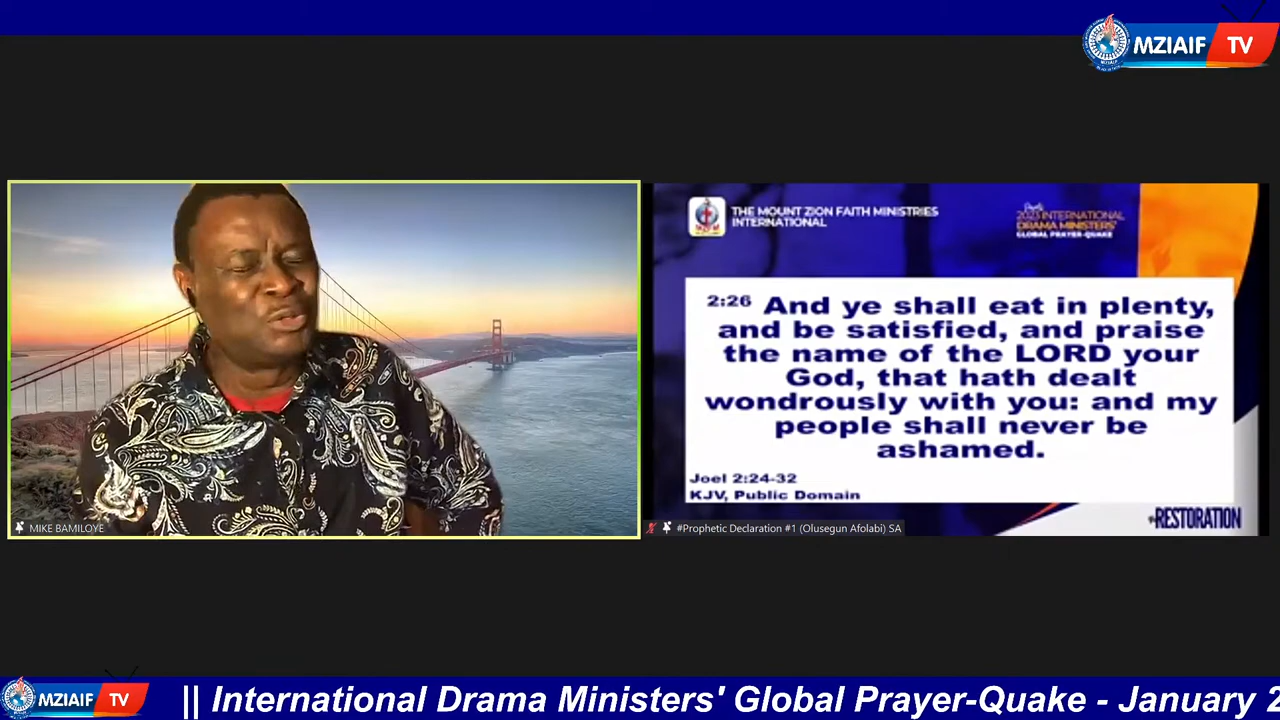 MZIAIF TV
THE MOUNT ZION FAITH MINISTRIES
INTERNATIONAL
2023 INTERNATIONAL
DRAMA MINISTERS'
GLOBAL PRAYER-QUAKE
2:26 And ye shall eat in plenty,
and be satisfied, and praise
the name of the LORD your
God, that hath dealt
wondrously with you: and my
people shall never be
ashamed.
Joel 2:24-32
KJV, Public Domain
#RESTORATION
MIKE BAMILOYE
#Prophetic Declaration #1 (Olusegun Afolabi) SA
MZIAIF TV
|| International Drama Ministers' Global Prayer-Quake - January 2